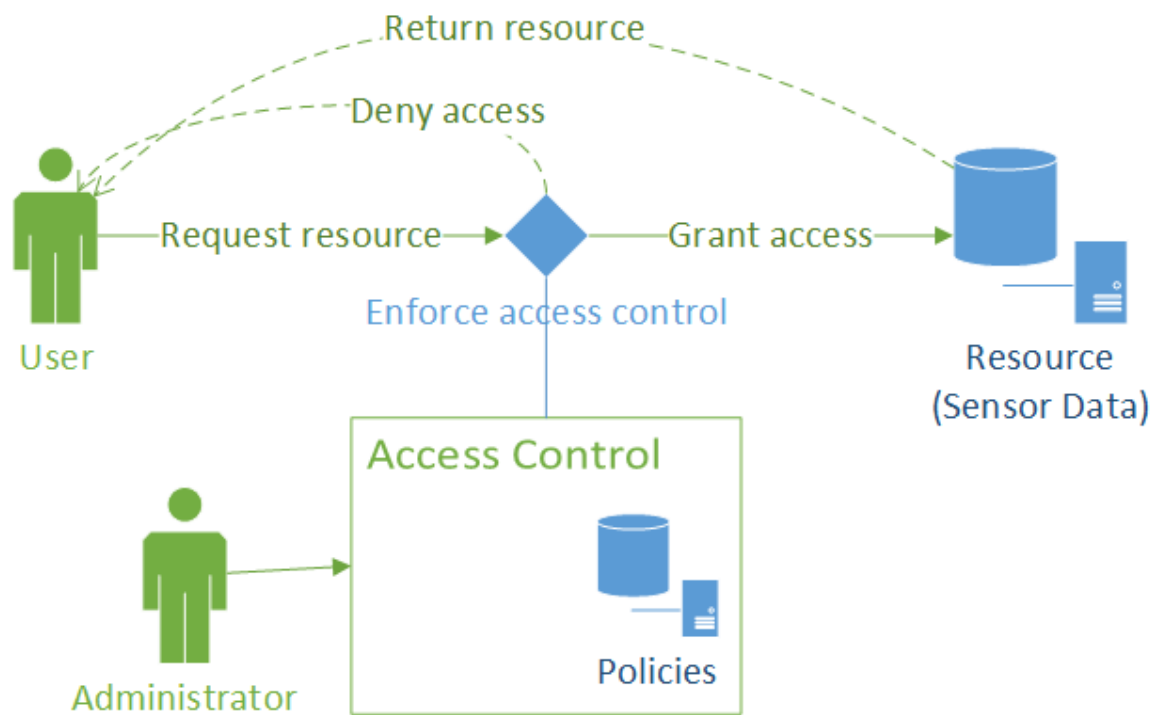 Return resource
Deny access
Request resource
Grant access
Enforce access control
User
Resource
(Sensor Data)
Access Control
Policies
Administrator